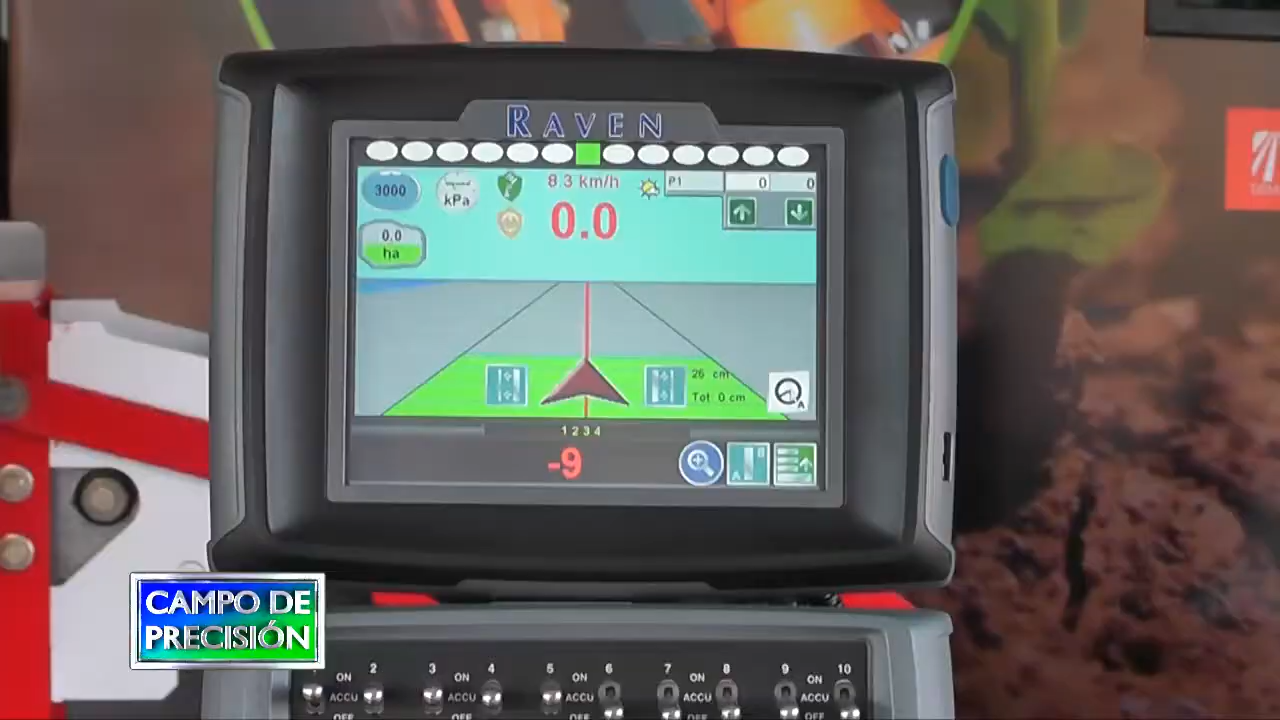 RAVEN
3000
kPa
8.3 km/h
P1 0 0
0.0
0.0
ha
26 cm
Tot 0 cm
A
1 2 3 4
-9
A B
CAMPO DE
PRECISIÓN
1 2 3 4 5 6 7 8 9 10
ON ON ON ON ON
ACCU ACCU ACCU ACCU ACCU
OFF OFF OFF OFF OFF